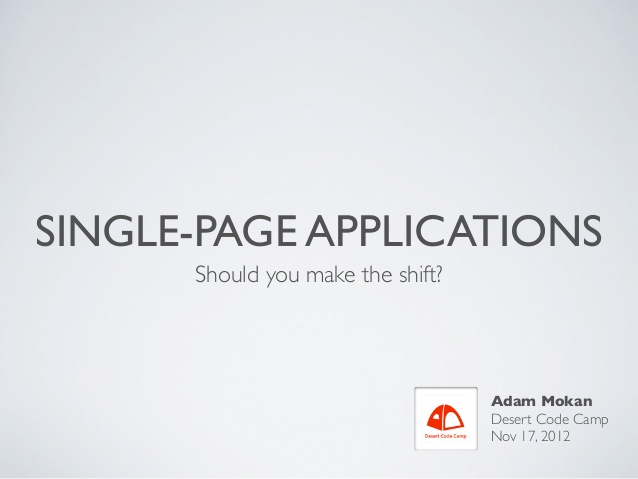 SINGLE-PAGE APPLICATIONS
Should you make the shift?
Adam Mokan
Desert Code Camp
Desert Code Camp
Nov 17, 2012